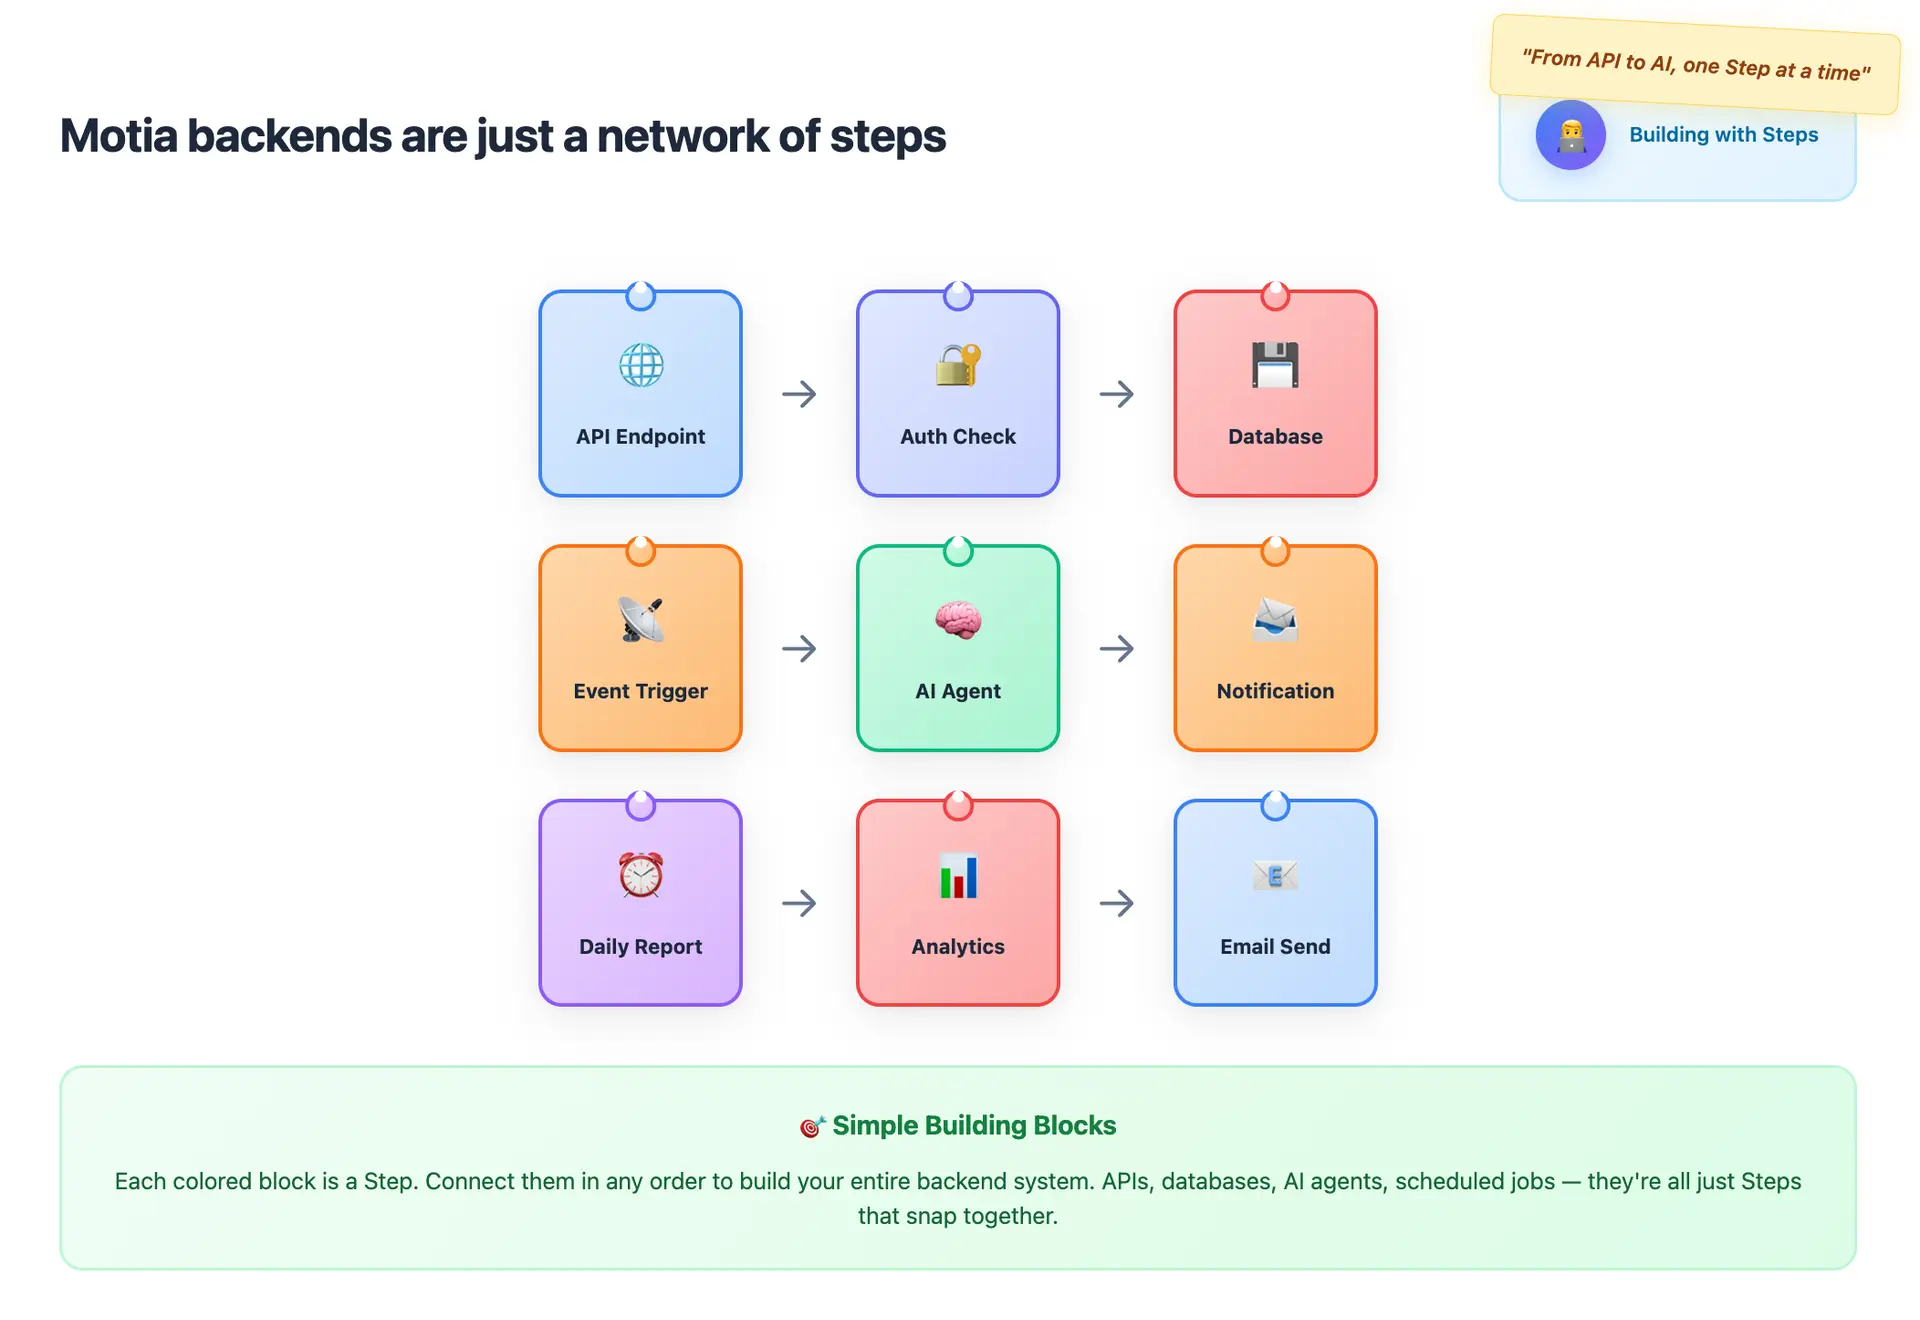 "From API to AI, one Step at a time"
Motia backends are just a network of steps
Building with Steps
API Endpoint
Auth Check
Database
Event Trigger
AI Agent
Notification
Daily Report
Analytics
E
Email Send
Simple Building Blocks
Each colored block is a Step. Connect them in any order to build your entire backend system. APIs, databases, AI agents, scheduled jobs — they're all just Steps
that snap together.